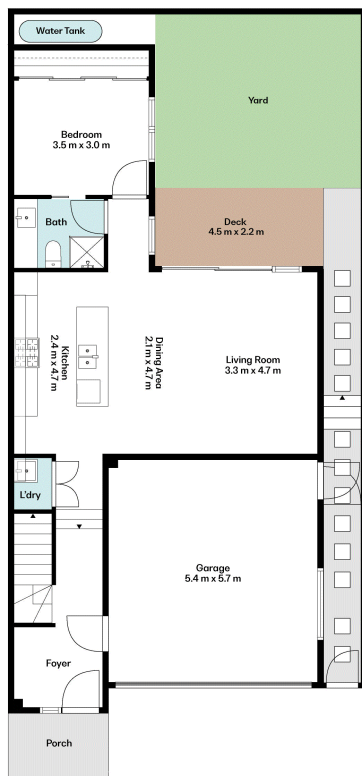 Water Tank
Yard
Bedroom
3.5 m x 3.0 m
Bath
Deck
4.5 m x 2.2 m
Kitchen
2.4 m x 4.7 m
Dining Area
2.1 m x 4.7 m
Living Room
3.3 m x 4.7 m
L'dry
Garage
5.4 m x 5.7 m
Foyer
Porch